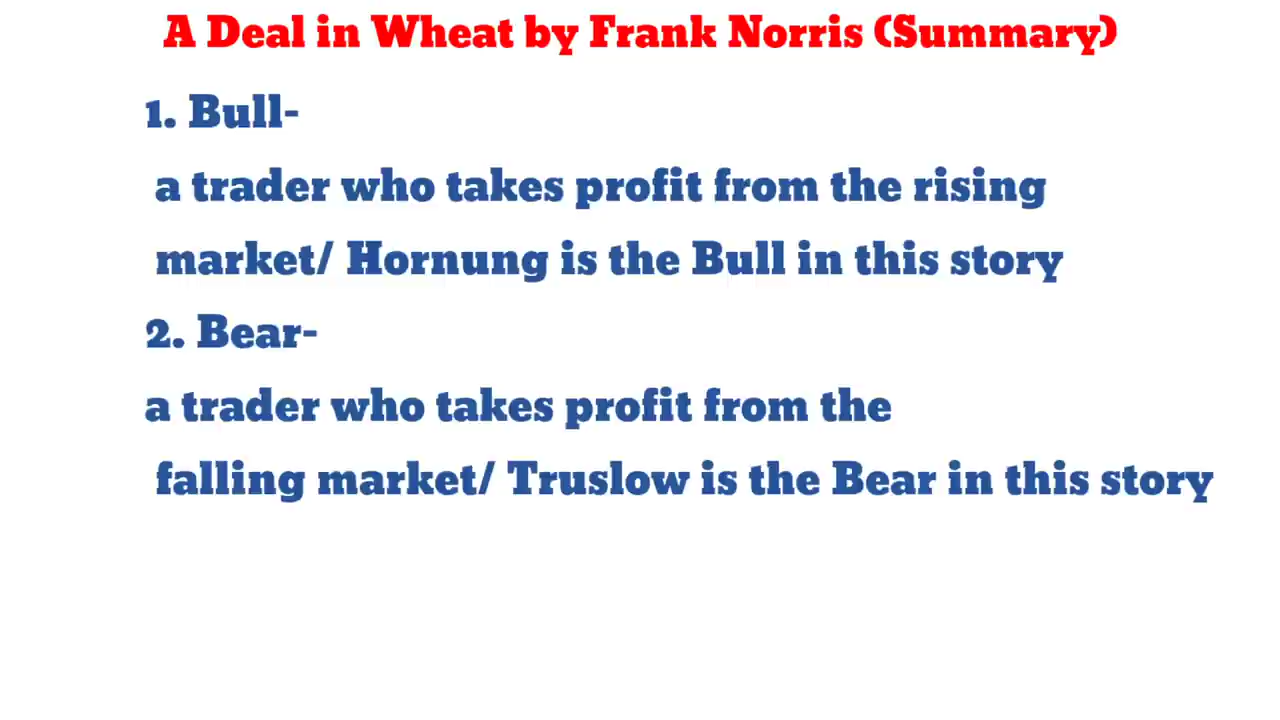 A Deal in Wheat by Frank Norris (Summary)
1. Bull-
a trader who takes profit from the rising
market/ Hornung is the Bull in this story
2. Bear-
a trader who takes profit from the
falling market/ Truslow is the Bear in this story